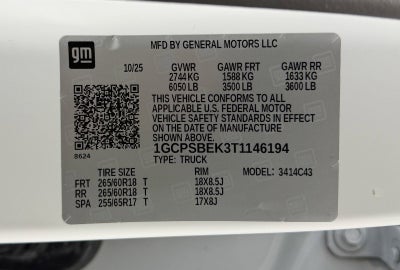 gm
MFD BY GENERAL MOTORS LLC
10/25 GVWR GAWR FRT GAWR RR
2744 KG 1588 KG 1633 KG
6050 LB 3500 LB 3600 LB
THIS VEHICLE CONFORMS TO ALL
APPLICABLE U.S. FEDERAL MOTOR
VEHICLE SAFETY STANDARDS IN EFFECT
ON THE DATE OF MANUFACTURE
SHOWN ABOVE.
8624 1GCPSBEK3T1146194
TYPE: TRUCK
TIRE SIZE RIM MODEL: 3414C43
FRT 265/60R18 T 18X8.5J
RR 265/60R18 T 18X8.5J
SPA 255/65R17 T 17X8J